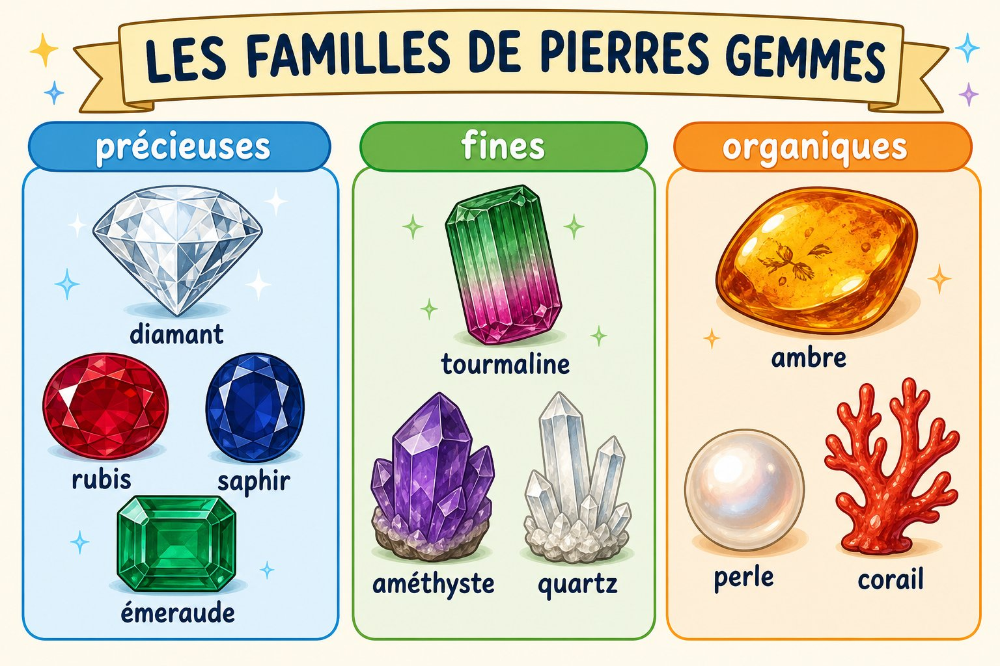 LES FAMILLES DE PIERRES GEMMES
précieuses
diamant
rubis
saphir
émeraude
fines
tourmaline
améthyste
quartz
organiques
ambre
perle
corail